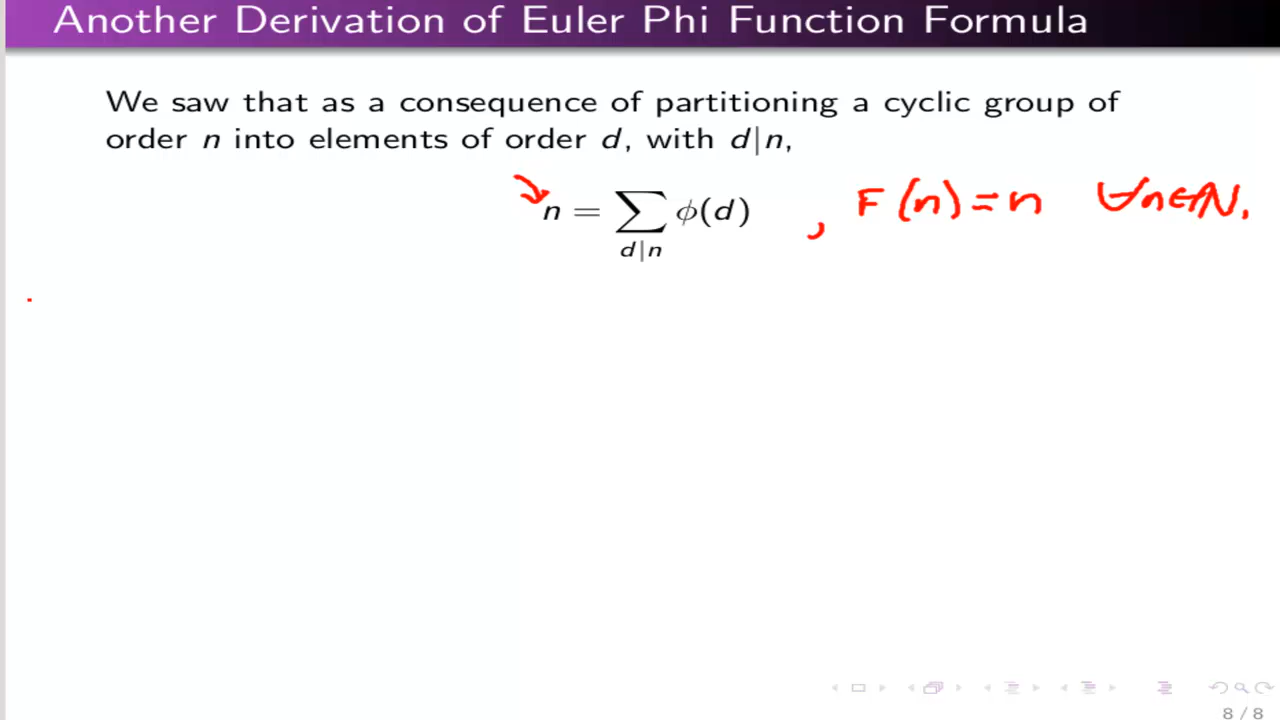 Another Derivation of Euler Phi Function Formula
We saw that as a consequence of partitioning a cyclic group of
order n into elements of order d, with d|n,
n = ∑ ϕ(d) , F(n) = n ∀n∈ℕ.
d|n
8 / 8